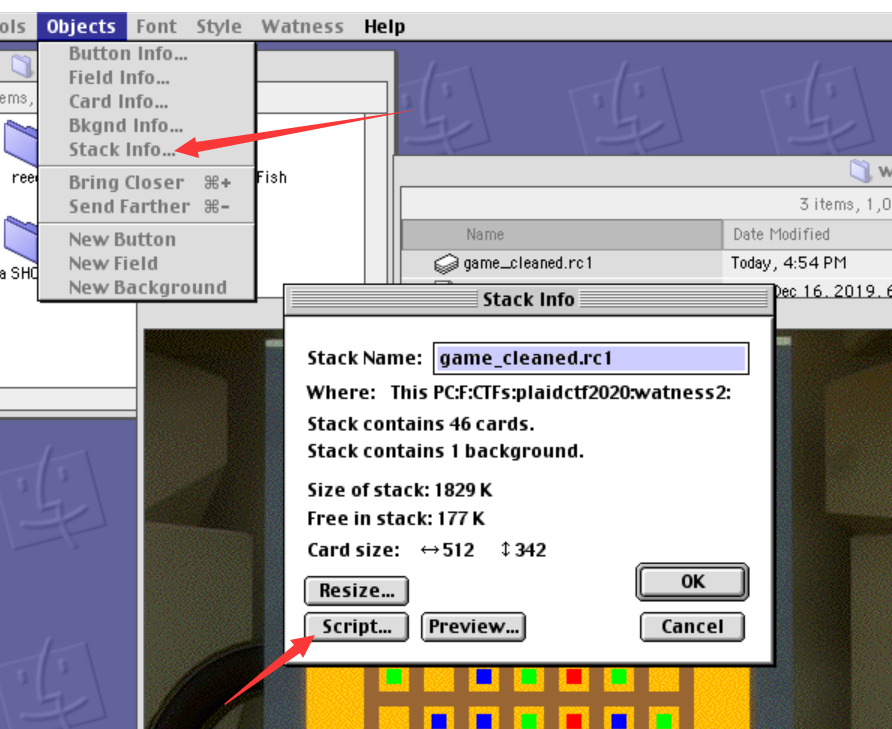 ols Objects Font Style Watness Help
Button Info...
Field Info...
ems, Card Info...
Bkgnd Info...
Stack Info...
Bring Closer ⌘+
Send Farther ⌘-
New Button
New Field
New Background
Fish
3 items, 1,0
Name Date Modified
game_cleaned.rc1 Today, 4:54 PM
Dec 16, 2019, 6
Stack Info
Stack Name: game_cleaned.rc1
Where: This PC:F:CTFs:plaidctf2020:watness2:
Stack contains 46 cards.
Stack contains 1 background.
Size of stack: 1829 K
Free in stack: 177 K
Card size: ↔512 ↕342
Resize... OK
Script... Preview... Cancel